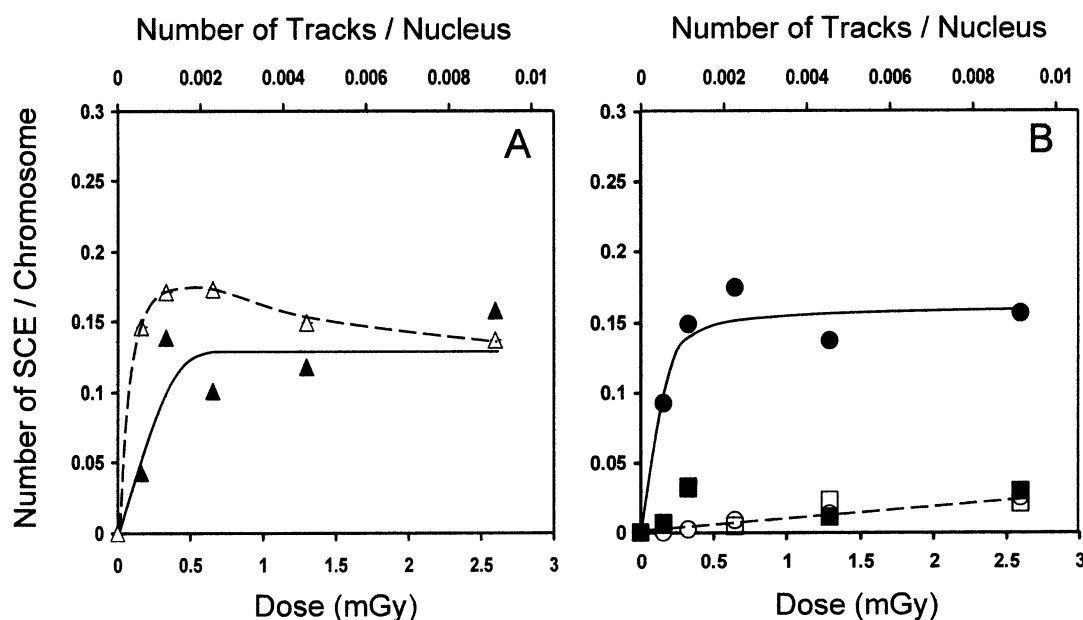 Number of Tracks / Nucleus
0 0.002 0.004 0.006 0.008 0.01
A
Number of SCE / Chromosome
0.3
0.25
0.2
0.15
0.1
0.05
0
0 0.5 1 1.5 2 2.5 3
Dose (mGy)
Number of Tracks / Nucleus
0 0.002 0.004 0.006 0.008 0.01
B
0.3
0.25
0.2
0.15
0.1
0.05
0
0 0.5 1 1.5 2 2.5 3
Dose (mGy)